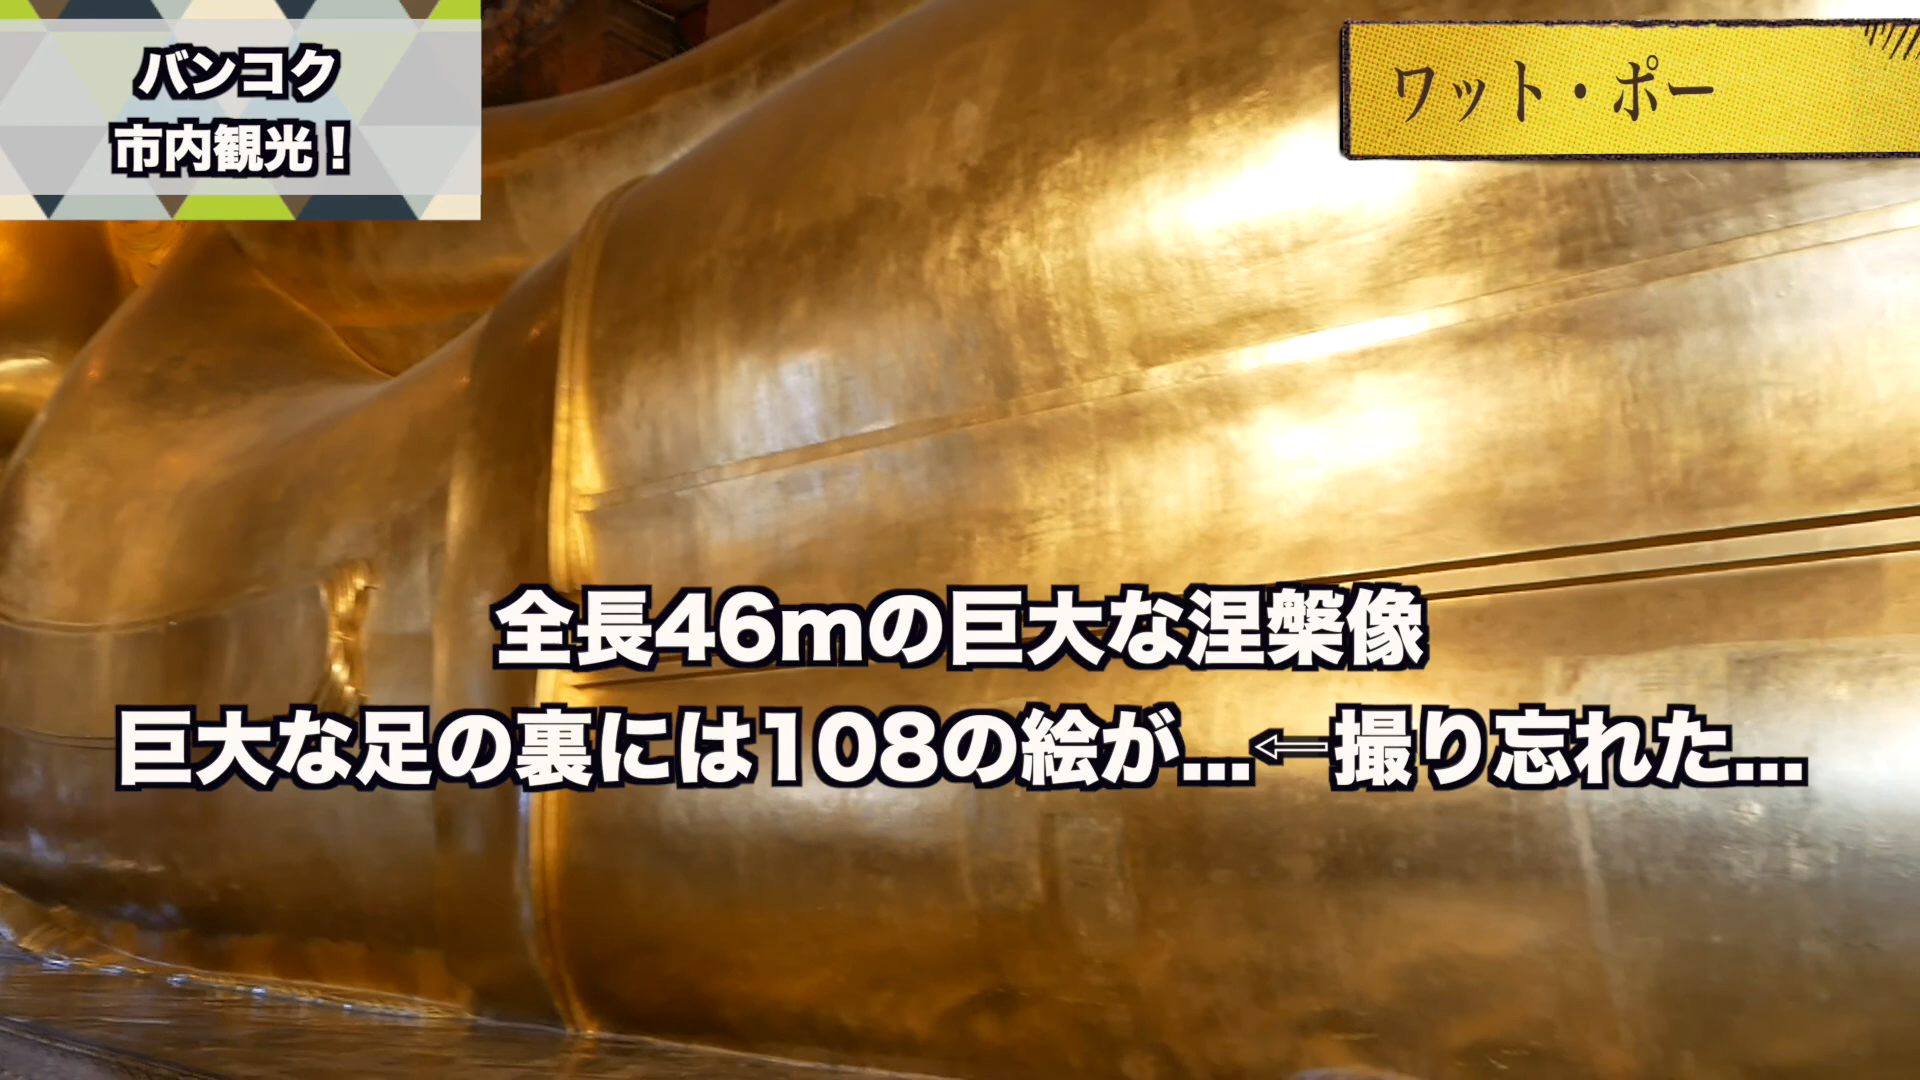 バンコク
市内観光！
ワット・ポー
全長46mの巨大な涅槃像
巨大な足の裏には108の絵が...←撮り忘れた...